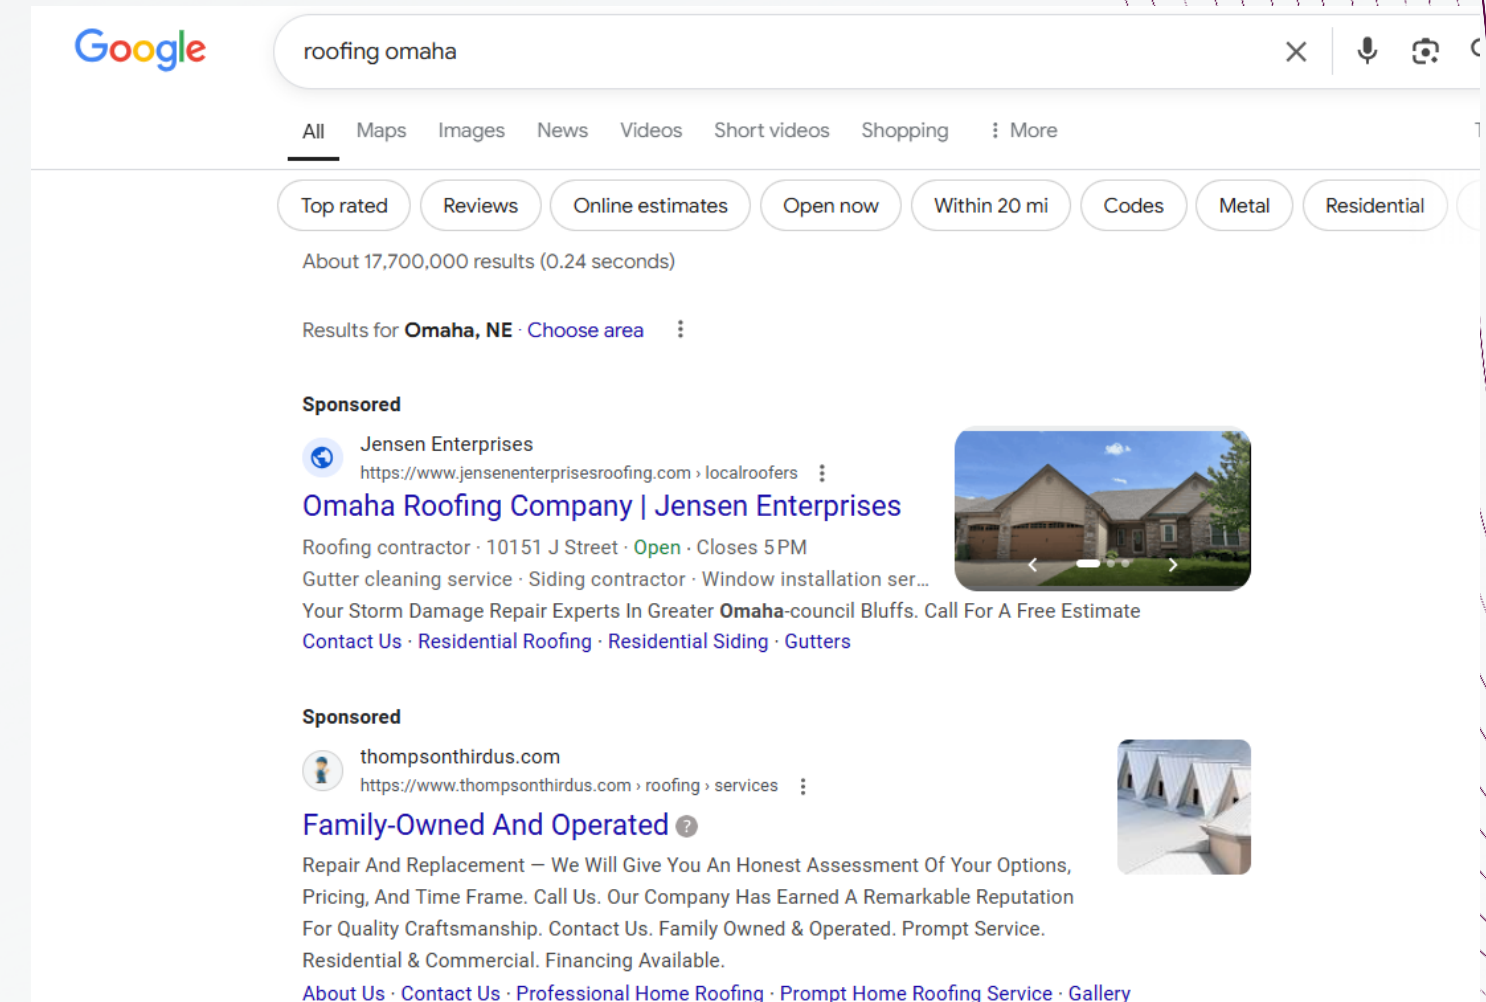 Google
roofing omaha
All Maps Images News Videos Short videos Shopping More
Top rated Reviews Online estimates Open now Within 20 mi Codes Metal Residential
About 17,700,000 results (0.24 seconds)
Results for Omaha, NE · Choose area
Sponsored
Jensen Enterprises
https://www.jensenenterprisesroofing.com › localroofers
Omaha Roofing Company | Jensen Enterprises
Roofing contractor · 10151 J Street · Open · Closes 5 PM
Gutter cleaning service · Siding contractor · Window installation ser...
Your Storm Damage Repair Experts In Greater Omaha-council Bluffs. Call For A Free Estimate
Contact Us · Residential Roofing · Residential Siding · Gutters
Sponsored
thompsonthirdus.com
https://www.thompsonthirdus.com › roofing › services
Family-Owned And Operated ?
Repair And Replacement — We Will Give You An Honest Assessment Of Your Options,
Pricing, And Time Frame. Call Us. Our Company Has Earned A Remarkable Reputation
For Quality Craftsmanship. Contact Us. Family Owned & Operated. Prompt Service.
Residential & Commercial. Financing Available.
About Us · Contact Us · Professional Home Roofing · Prompt Home Roofing Service · Gallery